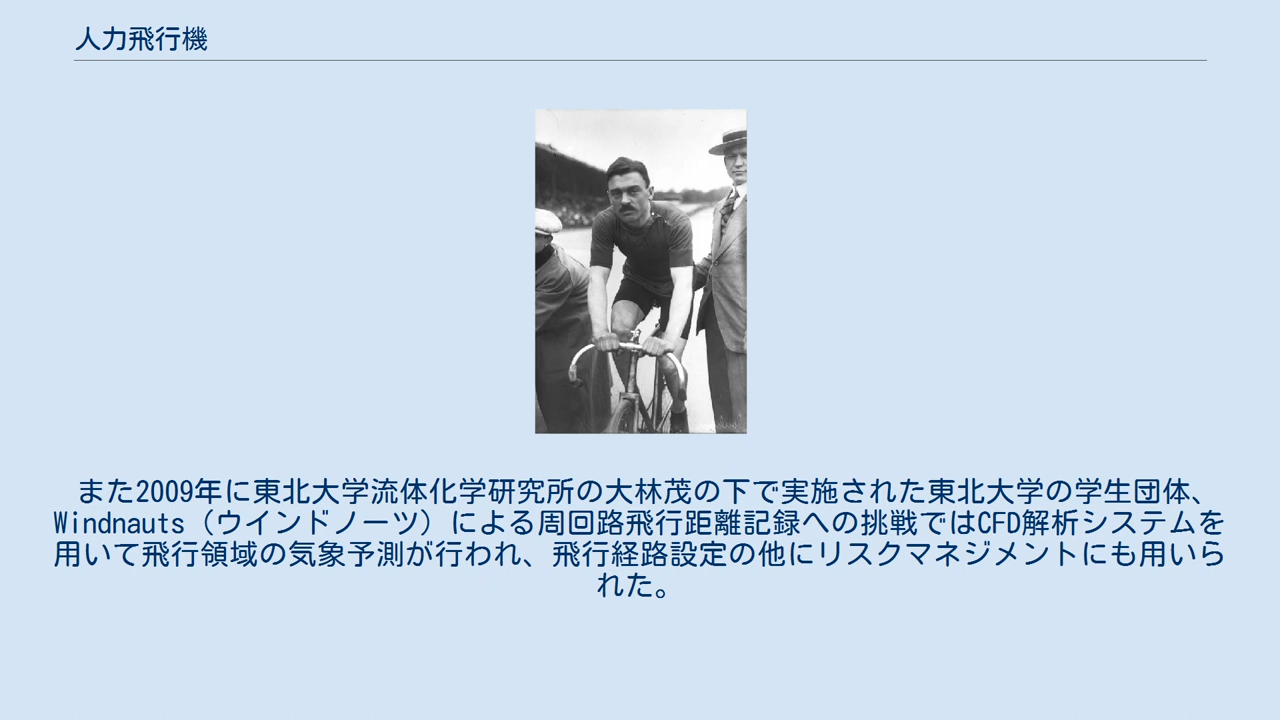 人力飛行機
また2009年に東北大学流体化学研究所の大林茂の下で実施された東北大学の学生団体、
Windnauts（ウインドノーツ）による周回路飛行距離記録への挑戦ではCFD解析システムを
用いて飛行領域の気象予測が行われ、飛行経路設定の他にリスクマネジメントにも用いら
れた。